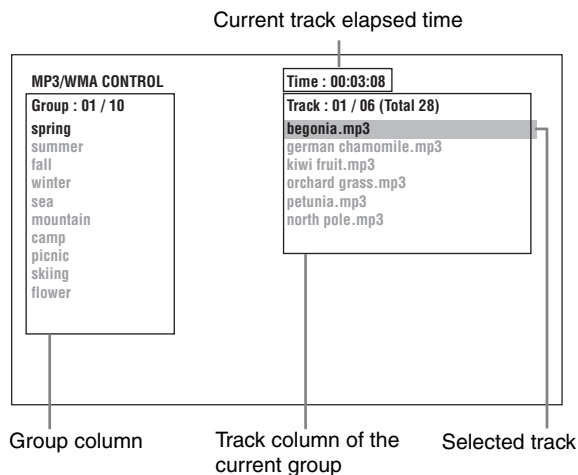 Current track elapsed time
MP3/WMA CONTROL
Time : 00:03:08
Group : 01 / 10
spring
summer
fall
winter
sea
mountain
camp
picnic
skiing
flower
Track : 01 / 06 (Total 28)
begonia.mp3
german chamomile.mp3
kiwi fruit.mp3
orchard grass.mp3
petunia.mp3
north pole.mp3
Group column
Track column of the
current group
Selected track